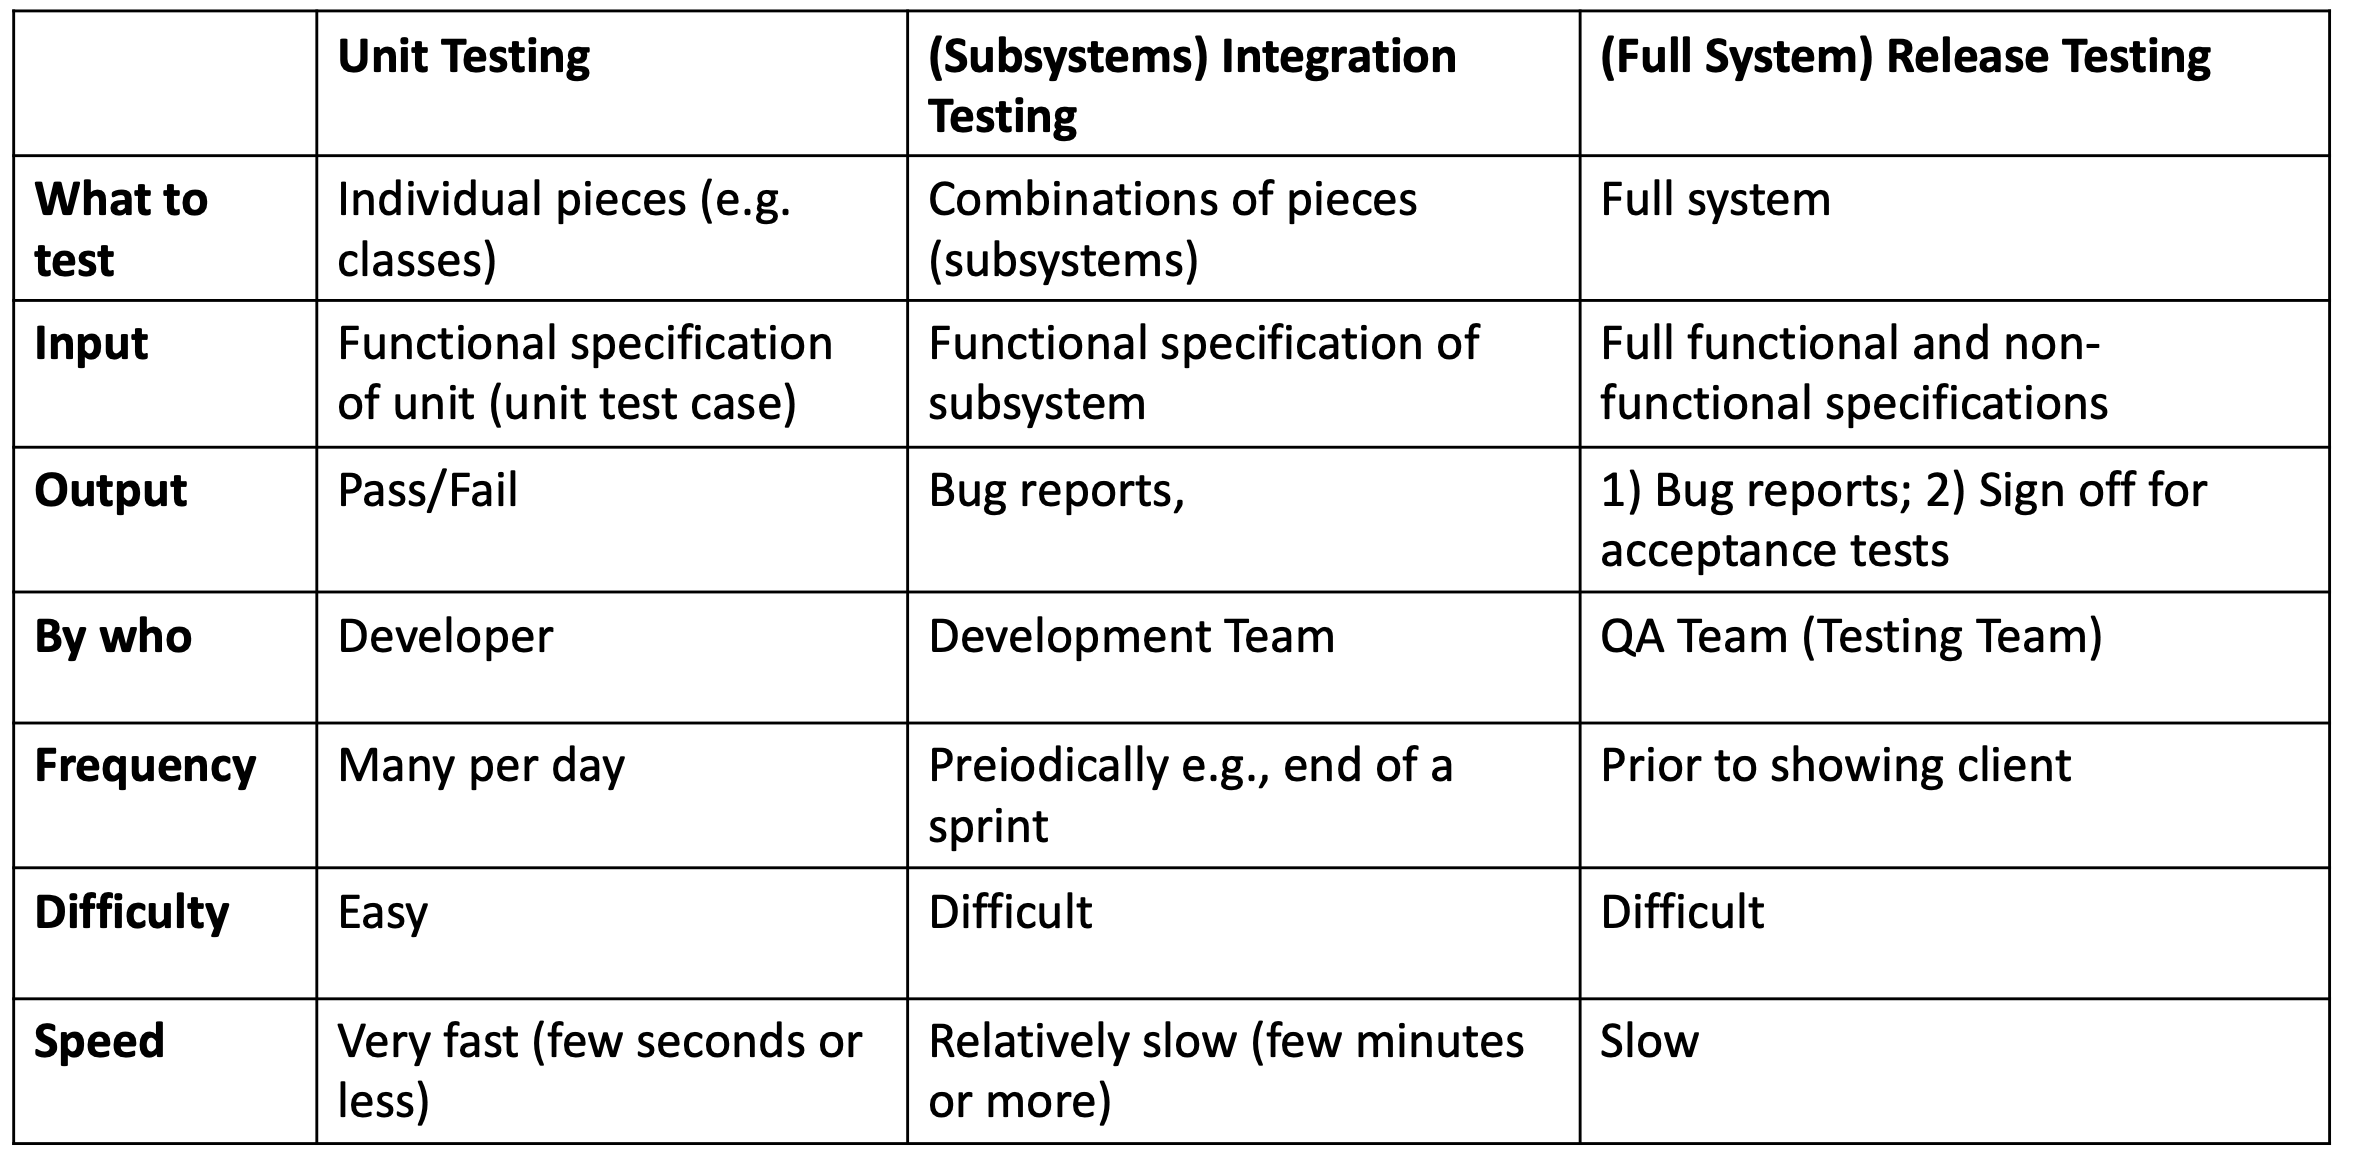 Unit Testing
(Subsystems) Integration
Testing
(Full System) Release Testing
What to
test
Individual pieces (e.g.
classes)
Combinations of pieces
(subsystems)
Full system
Input
Functional specification
of unit (unit test case)
Functional specification of
subsystem
Full functional and non-
functional specifications
Output
Pass/Fail
Bug reports,
1) Bug reports; 2) Sign off for
acceptance tests
By who
Developer
Development Team
QA Team (Testing Team)
Frequency
Many per day
Preiodically e.g., end of a
sprint
Prior to showing client
Difficulty
Easy
Difficult
Difficult
Speed
Very fast (few seconds or
less)
Relatively slow (few minutes
or more)
Slow